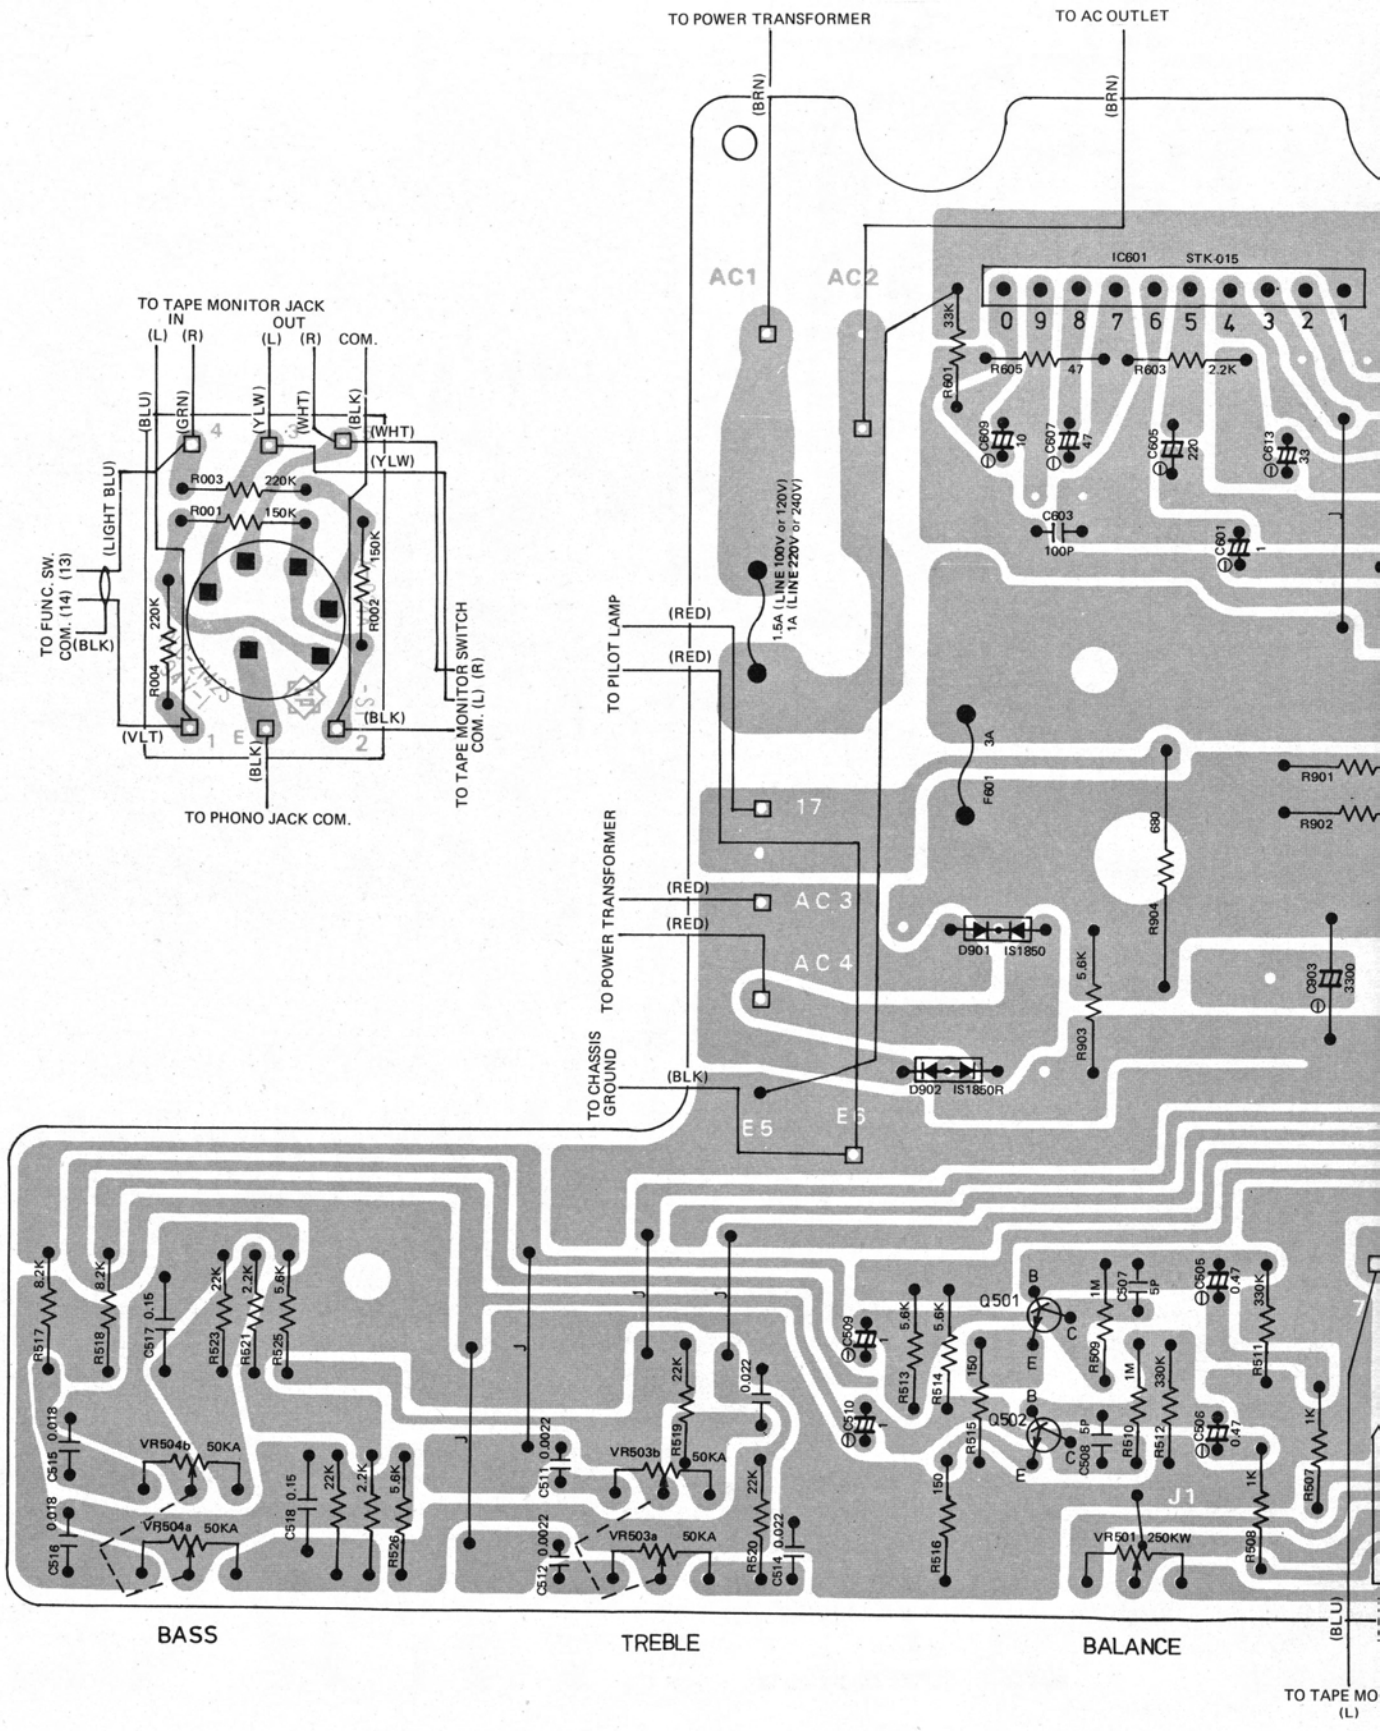 TO POWER TRANSFORMER
TO AC OUTLET
(BRN)
(BRN)
AC1
AC2
IC601 STK-015
0 9 8 7 6 5 4 3 2 1
33K
R601
R605 47
R603 2.2K
C609 10
C607 47
C605 220
C613 33
C603
100P
C601 1
J
TO TAPE MONITOR JACK
IN OUT
(L) (R) (L) (R) COM.
(BLU)
(GRN)
(YLW)
(WHT)
(BLK)
(WHT)
(YLW)
4
3
R003 220K
R001 150K
(LIGHT BLU)
TO FUNC. SW.
COM. (14) (13)
(BLK)
220K
R004
150K
R002
(VLT)
1
E
2
(BLK)
(BLK)
TO TAPE MONITOR SWITCH
COM. (L) (R)
TO PHONO JACK COM.
1.5A (LINE 100V or 120V)
1A (LINE 220V or 240V)
TO PILOT LAMP
(RED)
(RED)
3A
F601
17
680
R904
R901
R902
TO POWER TRANSFORMER
(RED)
(RED)
AC3
AC4
D901 IS1850
5.6K
R903
C903
3300
TO CHASSIS
GROUND
(BLK)
D902 IS1850R
E5
E6
8.2K
R517
8.2K
R518
C517 0.15
22K
R523
2.2K
R521
5.6K
R525
J
J
J
J
C509 1
C510 1
5.6K
R513
5.6K
R514
150
R515
Q501
B
C
E
Q502
B
C
E
1M
R509
C507
5P
C505
0.47
330K
R511
7
C508 5P
1M
R510
330K
R512
C506
0.47
1K
R507
1K
R508
150
R516
J1
VR501 250KW
C515 0.018
C516 0.018
VR504b 50KA
VR504a 50KA
C518 0.15
22K
2.2K
5.6K
R526
C511 0.0022
C512 0.0022
VR503b 50KA
VR503a 50KA
22K
R519
0.022
22K
R520
C514 0.022
BASS
TREBLE
BALANCE
(BLU)
TO TAPE MO
(L)